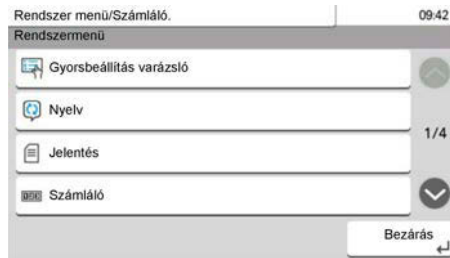 Rendszer menü/Számláló.
09:42
Rendszermenü
Gyorsbeállítás varázsló
Nyelv
1/4
Jelentés
Számláló
Bezárás